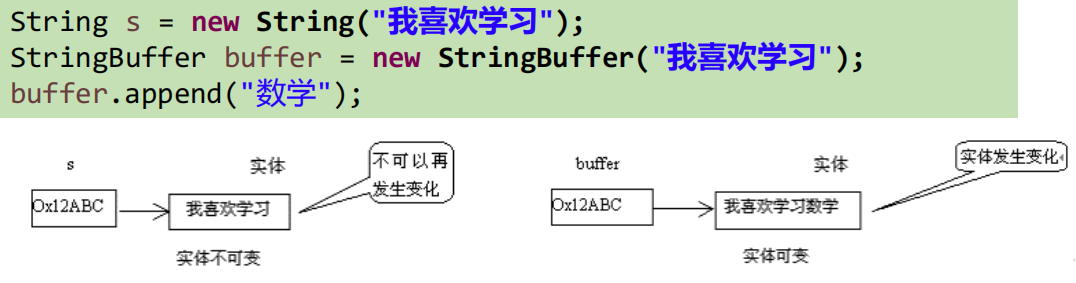 String s = new String("我喜欢学习");
StringBuffer buffer = new StringBuffer("我喜欢学习");
buffer.append("数学");
s
实体
不可以再
发生变化
Ox12ABC
我喜欢学习
实体不可变
buffer
实体
实体发生变化
Ox12ABC
我喜欢学习数学
实体可变